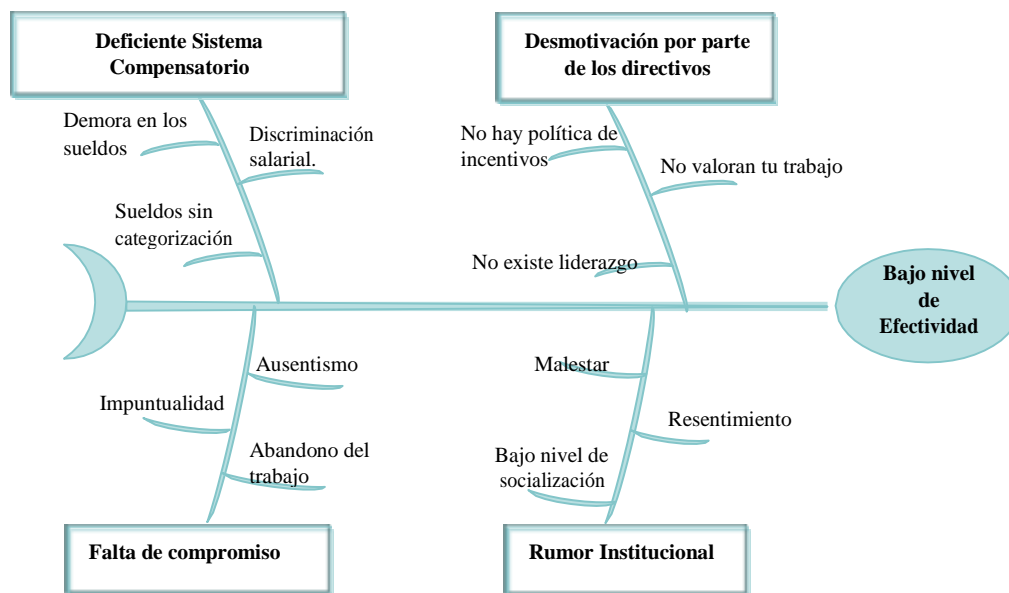 Deficiente Sistema
Compensatorio
Desmotivación por parte
de los directivos
Demora en los
sueldos
Discriminación
salarial.
Sueldos sin
categorización
No hay política de
incentivos
No valoran tu trabajo
No existe liderazgo
Bajo nivel
de
Efectividad
Ausentismo
Impuntualidad
Abandono del
trabajo
Malestar
Resentimiento
Bajo nivel de
socialización
Falta de compromiso
Rumor Institucional